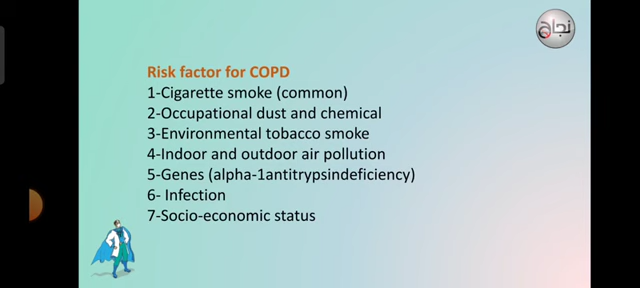 نجاح
Risk factor for COPD
1-Cigarette smoke (common)
2-Occupational dust and chemical
3-Environmental tobacco smoke
4-Indoor and outdoor air pollution
5-Genes (alpha-1antitrypsindeficiency)
6- Infection
7-Socio-economic status